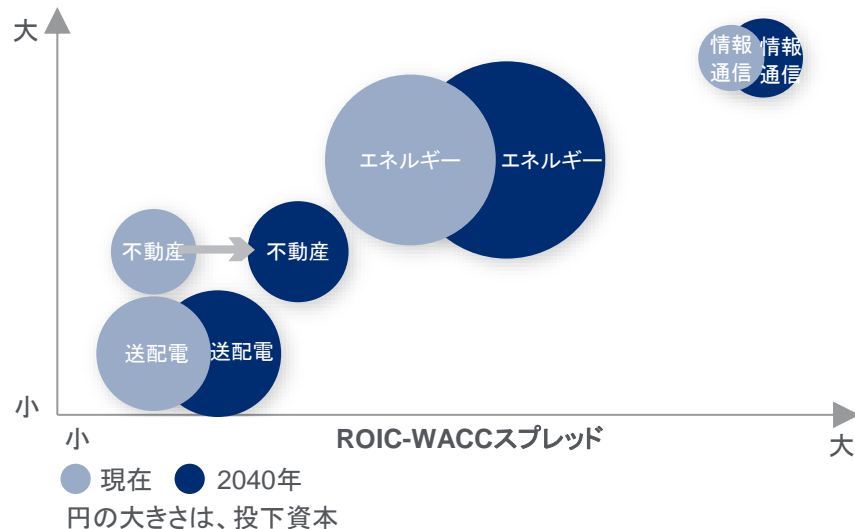 大
情報
通信
情報
通信
エネルギー
エネルギー
不動産
不動産
送配電
送配電
小
小
ROIC-WACCスプレッド
大
現在
2040年
円の大きさは、投下資本